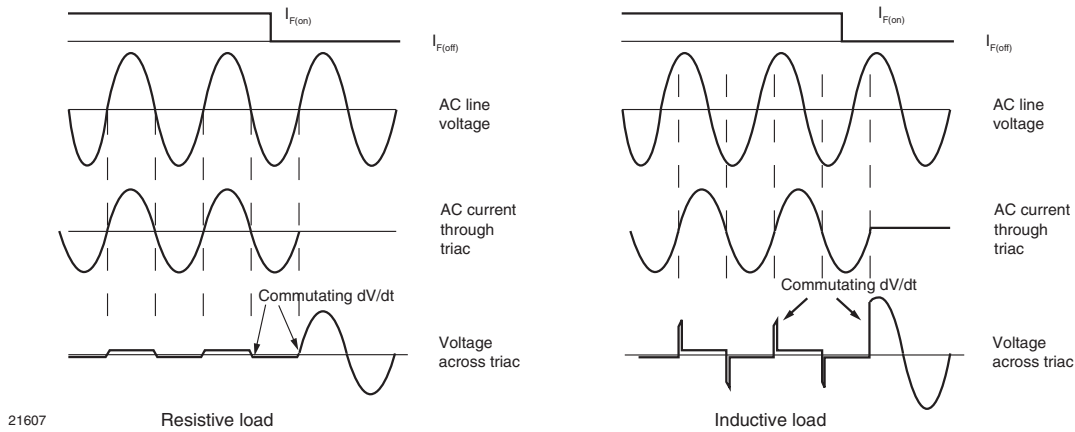 I_F(on)
I_F(off)
AC line
voltage
AC current
through
triac
Commutating dV/dt
Voltage
across triac
21607
Resistive load
I_F(on)
I_F(off)
AC line
voltage
AC current
through
triac
Commutating dV/dt
Voltage
across triac
Inductive load